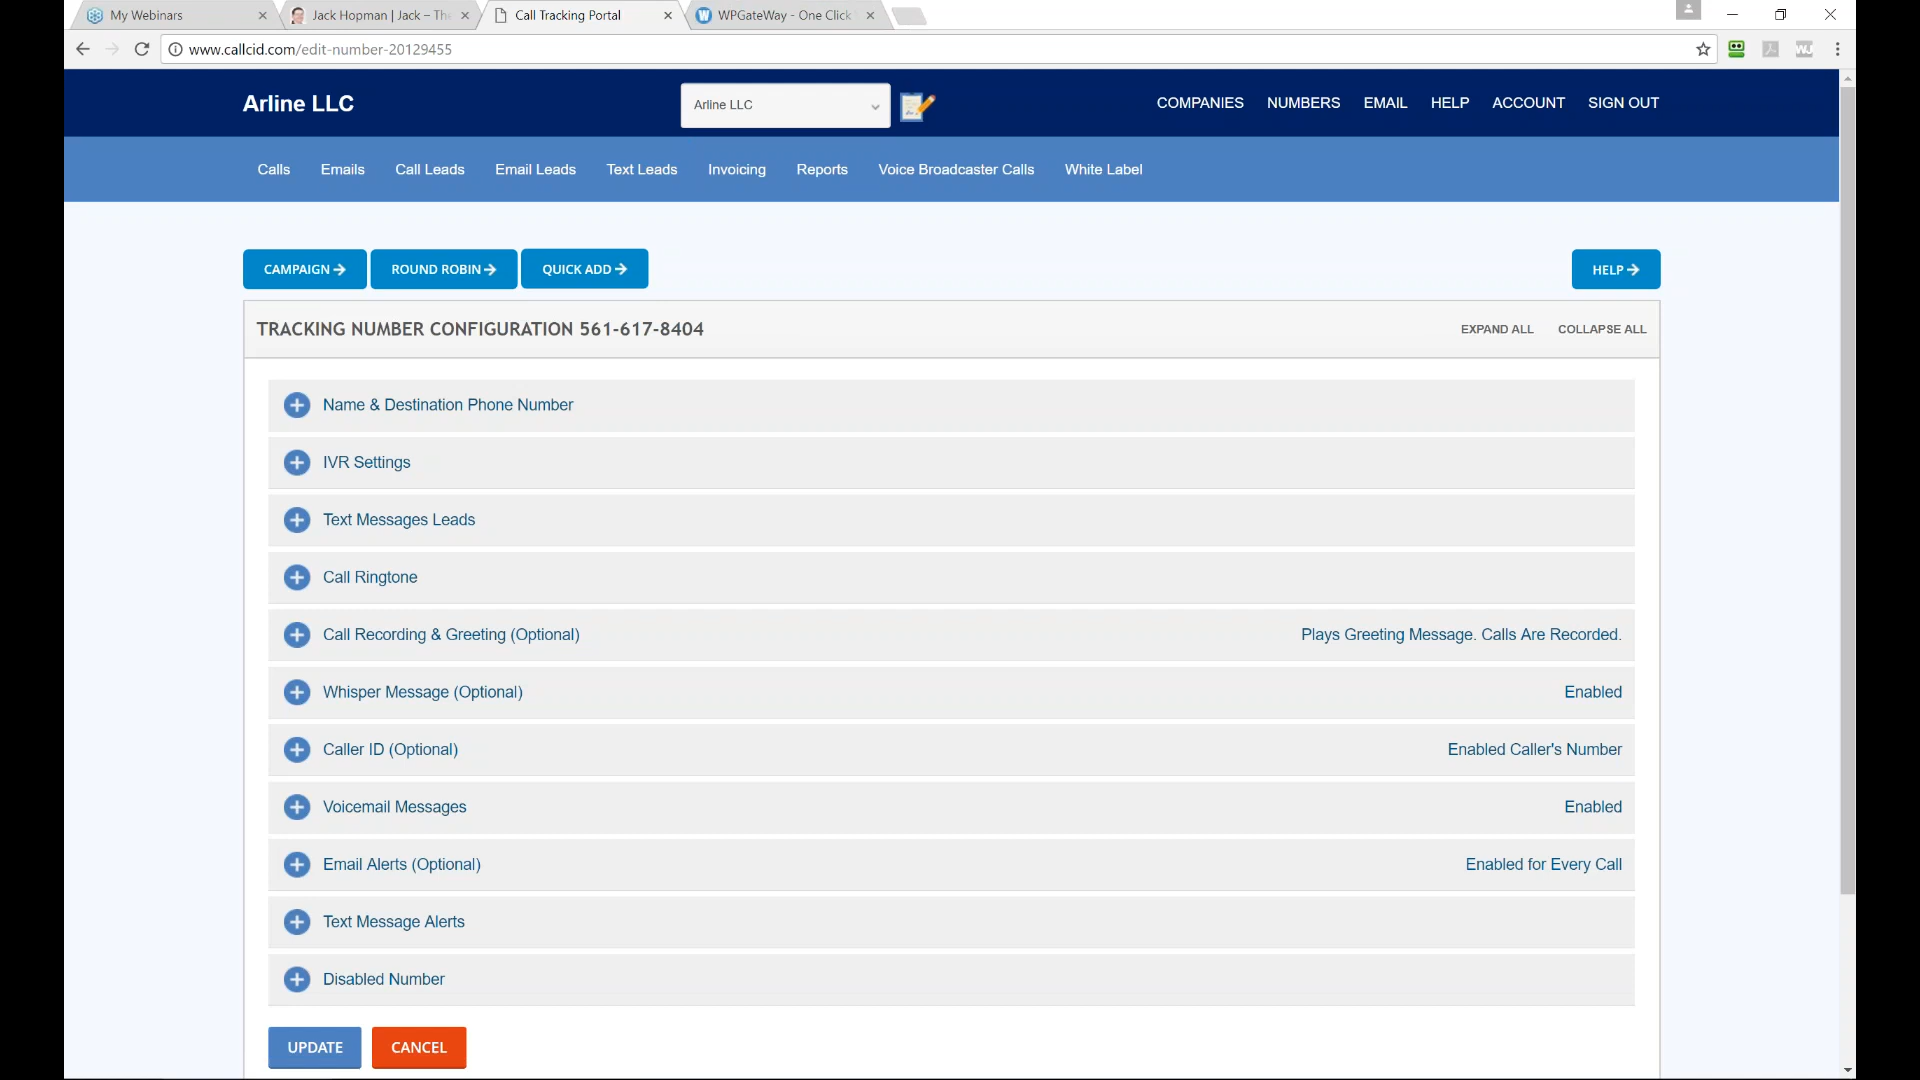 My Webinars
Jack Hopman | Jack – The
Call Tracking Portal
WPGateWay - One Click
www.callcid.com/edit-number-20129455
Arline LLC
Arline LLC
COMPANIES NUMBERS EMAIL HELP ACCOUNT SIGN OUT
Calls Emails Call Leads Email Leads Text Leads Invoicing Reports Voice Broadcaster Calls White Label
CAMPAIGN ROUND ROBIN QUICK ADD HELP
TRACKING NUMBER CONFIGURATION 561-617-8404 EXPAND ALL COLLAPSE ALL
Name & Destination Phone Number
IVR Settings
Text Messages Leads
Call Ringtone
Call Recording & Greeting (Optional) Plays Greeting Message. Calls Are Recorded.
Whisper Message (Optional) Enabled
Caller ID (Optional) Enabled Caller's Number
Voicemail Messages Enabled
Email Alerts (Optional) Enabled for Every Call
Text Message Alerts
Disabled Number
UPDATE CANCEL